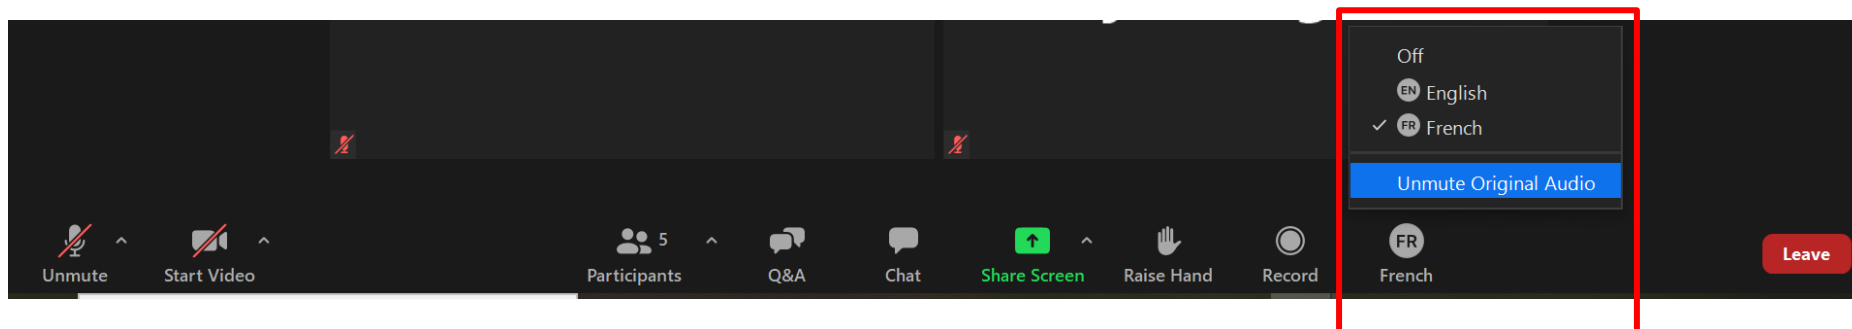 Off
EN English
FR French
Unmute Original Audio
5
FR
Unmute
Start Video
Participants
Q&A
Chat
Share Screen
Raise Hand
Record
French
Leave